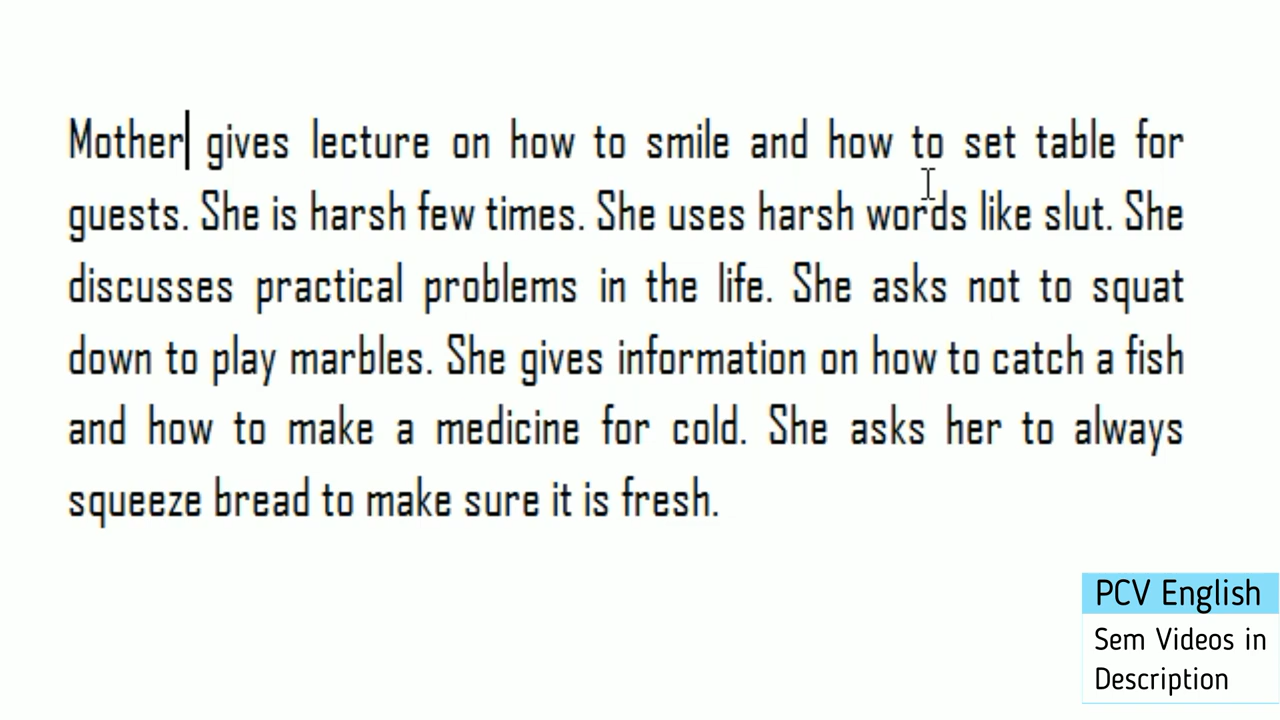 Mother gives lecture on how to smile and how to set table for
guests. She is harsh few times. She uses harsh words like slut. She
discusses practical problems in the life. She asks not to squat
down to play marbles. She gives information on how to catch a fish
and how to make a medicine for cold. She asks her to always
squeeze bread to make sure it is fresh.
PCV English
Sem Videos in
Description